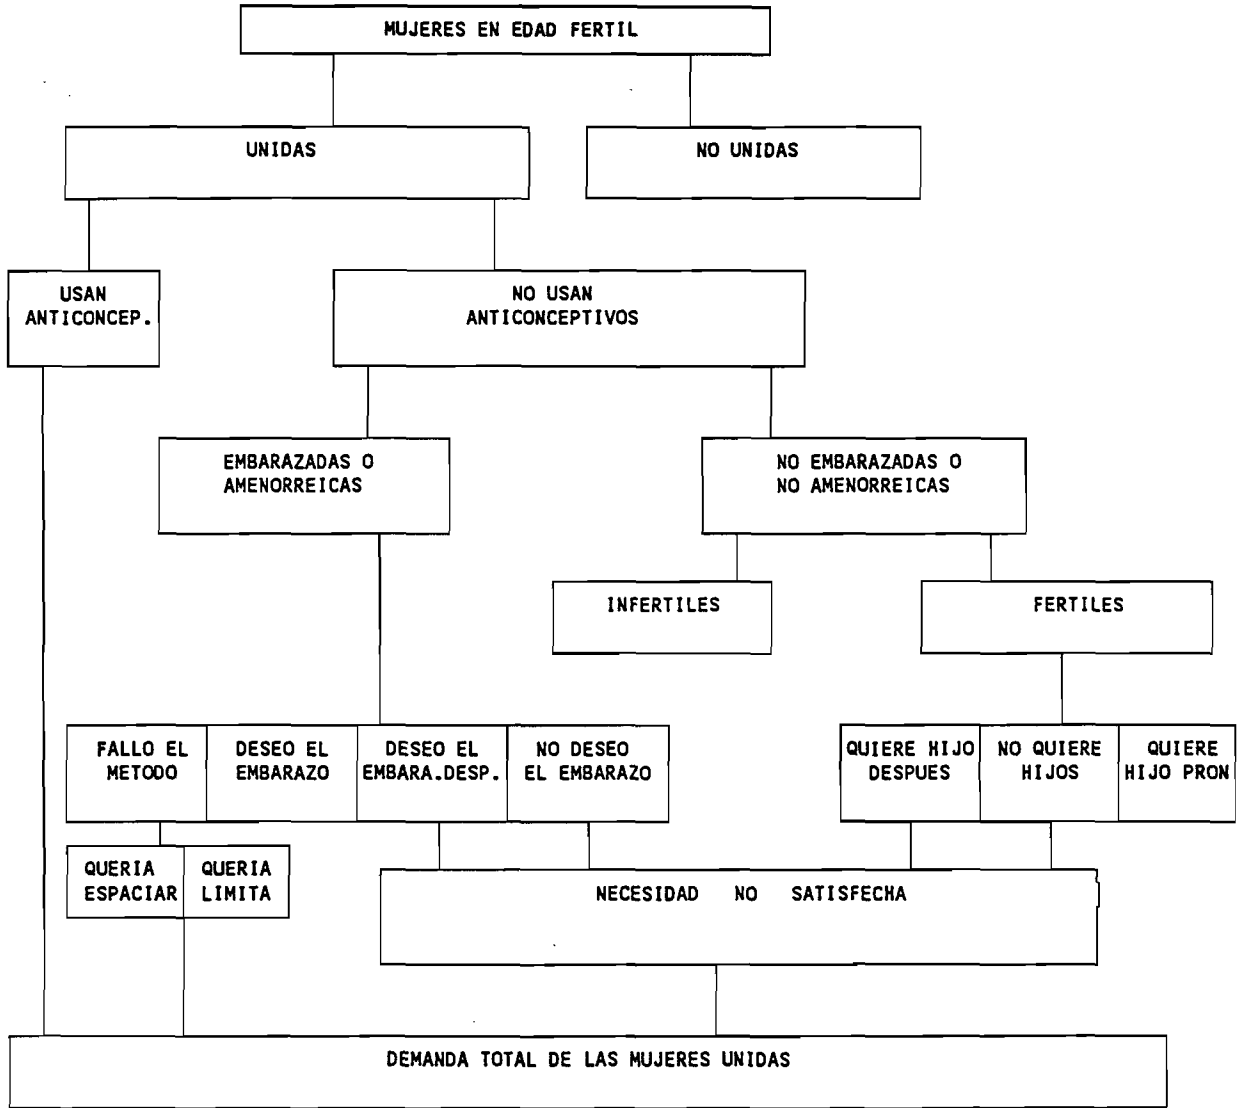 MUJERES EN EDAD FERTIL
UNIDAS
NO UNIDAS
USAN
ANTICONCEP.
NO USAN
ANTICONCEPTIVOS
EMBARAZADAS O
AMENORREICAS
NO EMBARAZADAS O
NO AMENORREICAS
INFERTILES
FERTILES
FALLO EL
METODO
DESEO EL
EMBARAZO
DESEO EL
EMBARA.DESP.
NO DESEO
EL EMBARAZO
QUIERE HIJO
DESPUES
NO QUIERE
HIJOS
QUIERE
HIJO PRON
QUERIA
ESPACIAR
QUERIA
LIMITA
NECESIDAD NO SATISFECHA
DEMANDA TOTAL DE LAS MUJERES UNIDAS